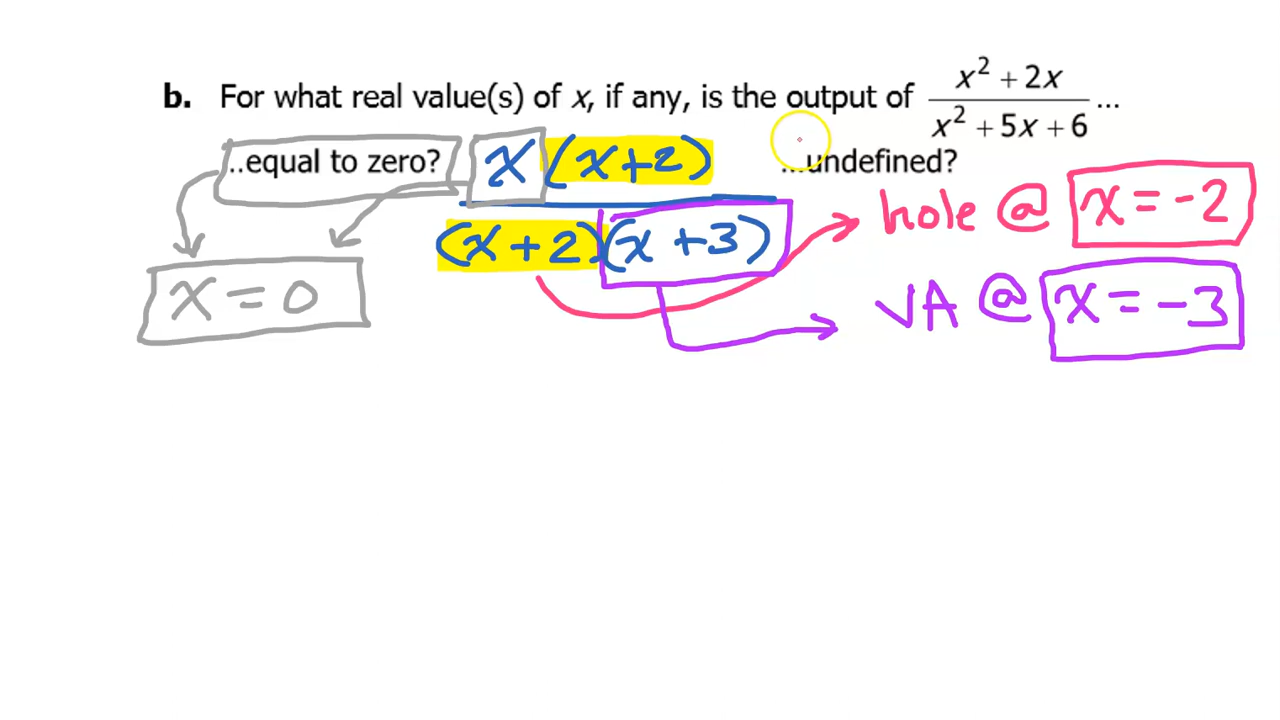 b. For what real value(s) of x, if any, is the output of (x² + 2x)/(x² + 5x + 6) ...
..equal to zero? x(x+2) ...undefined?
(x+2)(x+3) hole @ x = -2
x = 0 VA @ x = -3